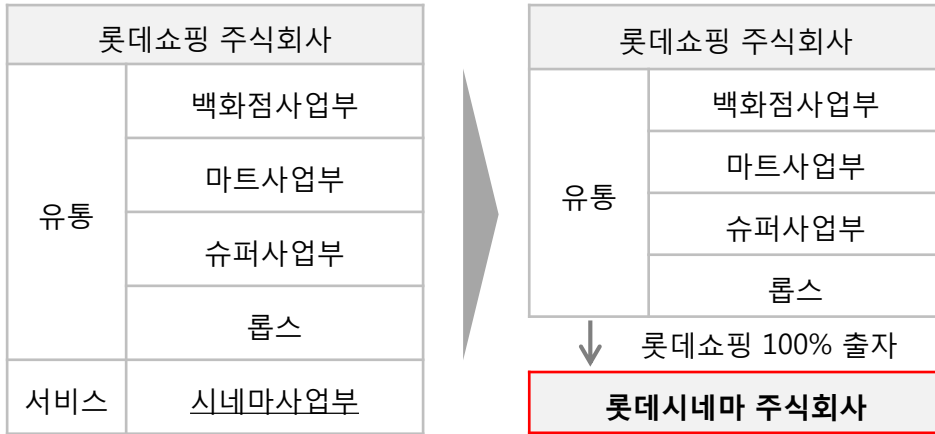 롯데쇼핑 주식회사
유통
백화점사업부
마트사업부
슈퍼사업부
롭스
서비스
시네마사업부
롯데쇼핑 주식회사
유통
백화점사업부
마트사업부
슈퍼사업부
롭스
롯데쇼핑 100% 출자
롯데시네마 주식회사